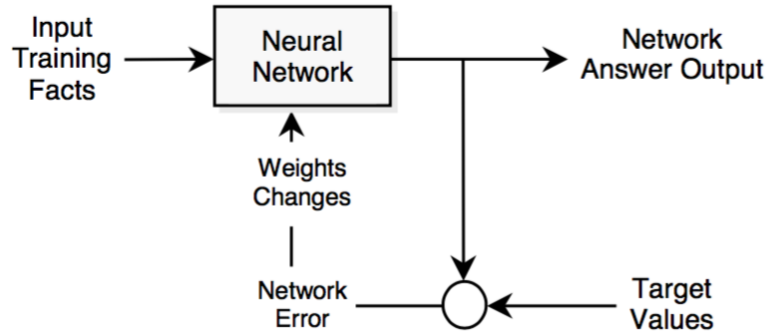 Input
Training
Facts
Neural
Network
Network
Answer Output
Weights
Changes
Network
Error
Target
Values